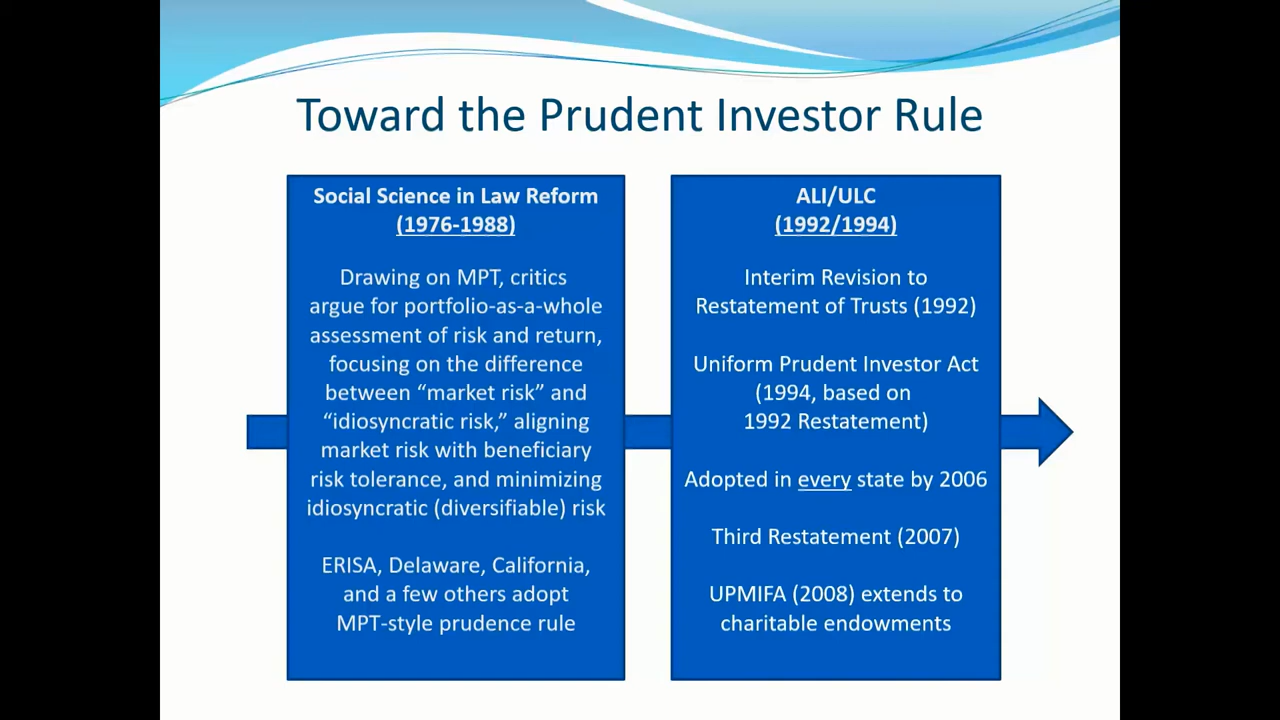 Toward the Prudent Investor Rule
Social Science in Law Reform
(1976-1988)
Drawing on MPT, critics
argue for portfolio-as-a-whole
assessment of risk and return,
focusing on the difference
between “market risk” and
“idiosyncratic risk,” aligning
market risk with beneficiary
risk tolerance, and minimizing
idiosyncratic (diversifiable) risk
ERISA, Delaware, California,
and a few others adopt
MPT-style prudence rule
ALI/ULC
(1992/1994)
Interim Revision to
Restatement of Trusts (1992)
Uniform Prudent Investor Act
(1994, based on
1992 Restatement)
Adopted in every state by 2006
Third Restatement (2007)
UPMIFA (2008) extends to
charitable endowments